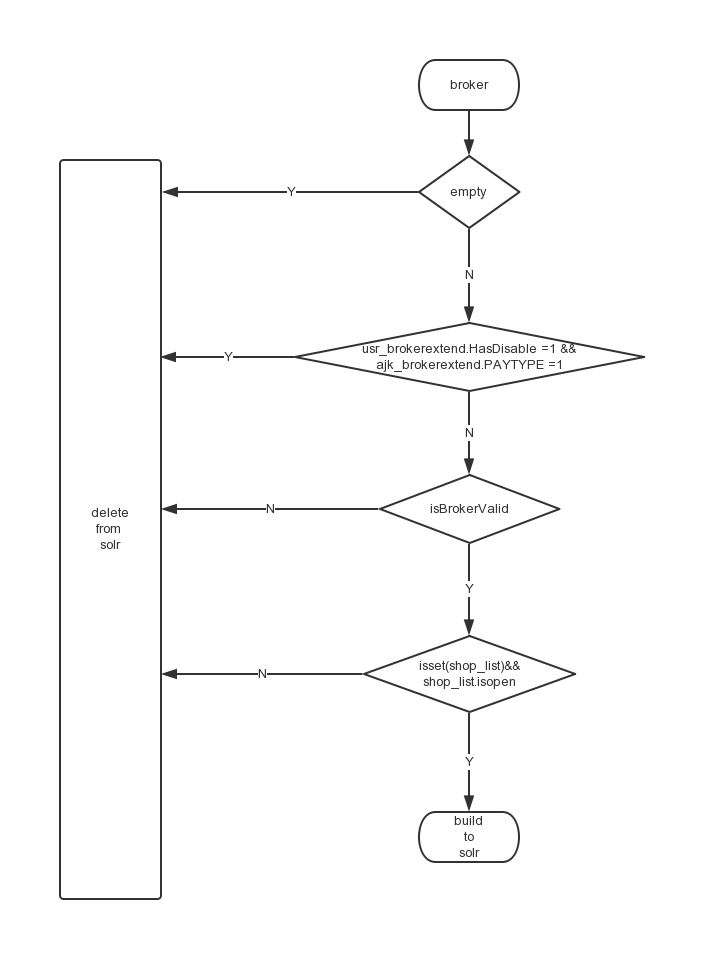 broker
empty
Y
N
usr_brokerextend.HasDisable =1 &&
ajk_brokerextend.PAYTYPE =1
Y
N
isBrokerValid
N
delete
from
solr
Y
isset(shop_list)&&
shop_list.isopen
N
Y
build
to
solr